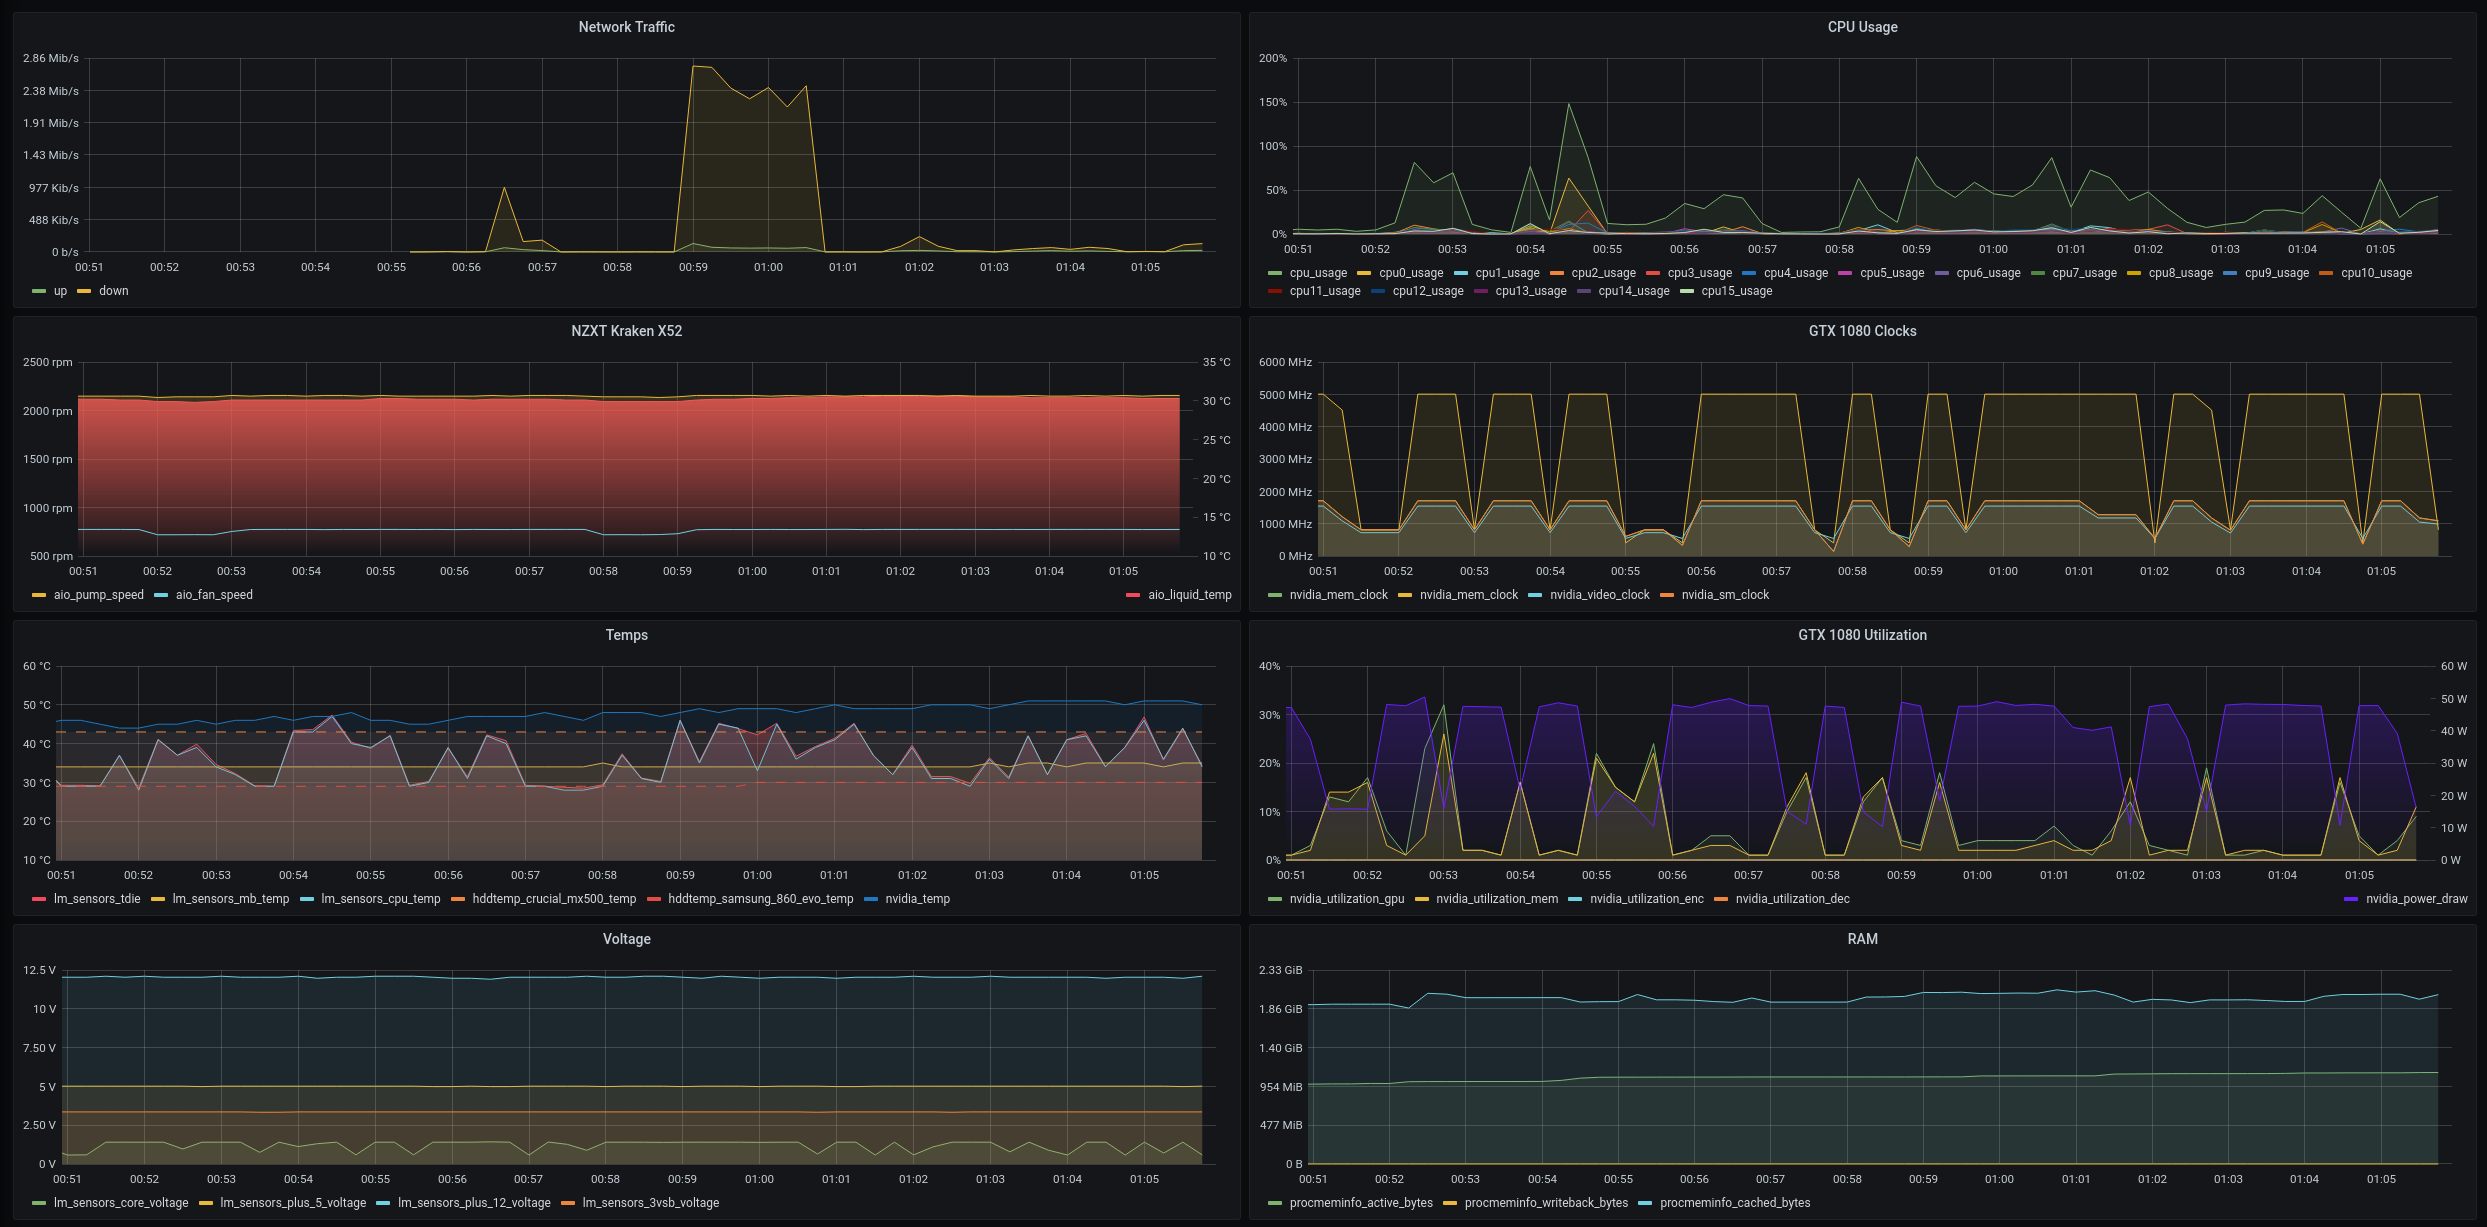 Network Traffic
2.86 Mib/s
2.38 Mib/s
1.91 Mib/s
1.43 Mib/s
977 Kib/s
488 Kib/s
0 b/s
00:51 00:52 00:53 00:54 00:55 00:56 00:57 00:58 00:59 01:00 01:01 01:02 01:03 01:04 01:05
up down
CPU Usage
200%
150%
100%
50%
0%
00:51 00:52 00:53 00:54 00:55 00:56 00:57 00:58 00:59 01:00 01:01 01:02 01:03 01:04 01:05
cpu_usage cpu0_usage cpu1_usage cpu2_usage cpu3_usage cpu4_usage cpu5_usage cpu6_usage cpu7_usage cpu8_usage cpu9_usage cpu10_usage
cpu11_usage cpu12_usage cpu13_usage cpu14_usage cpu15_usage
NZXT Kraken X52
2500 rpm 35 °C
2000 rpm 30 °C
25 °C
1500 rpm
20 °C
1000 rpm 15 °C
500 rpm 10 °C
00:51 00:52 00:53 00:54 00:55 00:56 00:57 00:58 00:59 01:00 01:01 01:02 01:03 01:04 01:05
aio_pump_speed aio_fan_speed aio_liquid_temp
GTX 1080 Clocks
6000 MHz
5000 MHz
4000 MHz
3000 MHz
2000 MHz
1000 MHz
0 MHz
00:51 00:52 00:53 00:54 00:55 00:56 00:57 00:58 00:59 01:00 01:01 01:02 01:03 01:04 01:05
nvidia_mem_clock nvidia_mem_clock nvidia_video_clock nvidia_sm_clock
Temps
60 °C
50 °C
40 °C
30 °C
20 °C
10 °C
00:51 00:52 00:53 00:54 00:55 00:56 00:57 00:58 00:59 01:00 01:01 01:02 01:03 01:04 01:05
lm_sensors_tdie lm_sensors_mb_temp lm_sensors_cpu_temp hddtemp_crucial_mx500_temp hddtemp_samsung_860_evo_temp nvidia_temp
GTX 1080 Utilization
40% 60 W
50 W
30% 40 W
20% 30 W
20 W
10% 10 W
0% 0 W
00:51 00:52 00:53 00:54 00:55 00:56 00:57 00:58 00:59 01:00 01:01 01:02 01:03 01:04 01:05
nvidia_utilization_gpu nvidia_utilization_mem nvidia_utilization_enc nvidia_utilization_dec nvidia_power_draw
Voltage
12.5 V
10 V
7.50 V
5 V
2.50 V
0 V
00:51 00:52 00:53 00:54 00:55 00:56 00:57 00:58 00:59 01:00 01:01 01:02 01:03 01:04 01:05
lm_sensors_core_voltage lm_sensors_plus_5_voltage lm_sensors_plus_12_voltage lm_sensors_3vsb_voltage
RAM
2.33 GiB
1.86 GiB
1.40 GiB
954 MiB
477 MiB
0 B
00:51 00:52 00:53 00:54 00:55 00:56 00:57 00:58 00:59 01:00 01:01 01:02 01:03 01:04 01:05
procmeminfo_active_bytes procmeminfo_writeback_bytes procmeminfo_cached_bytes